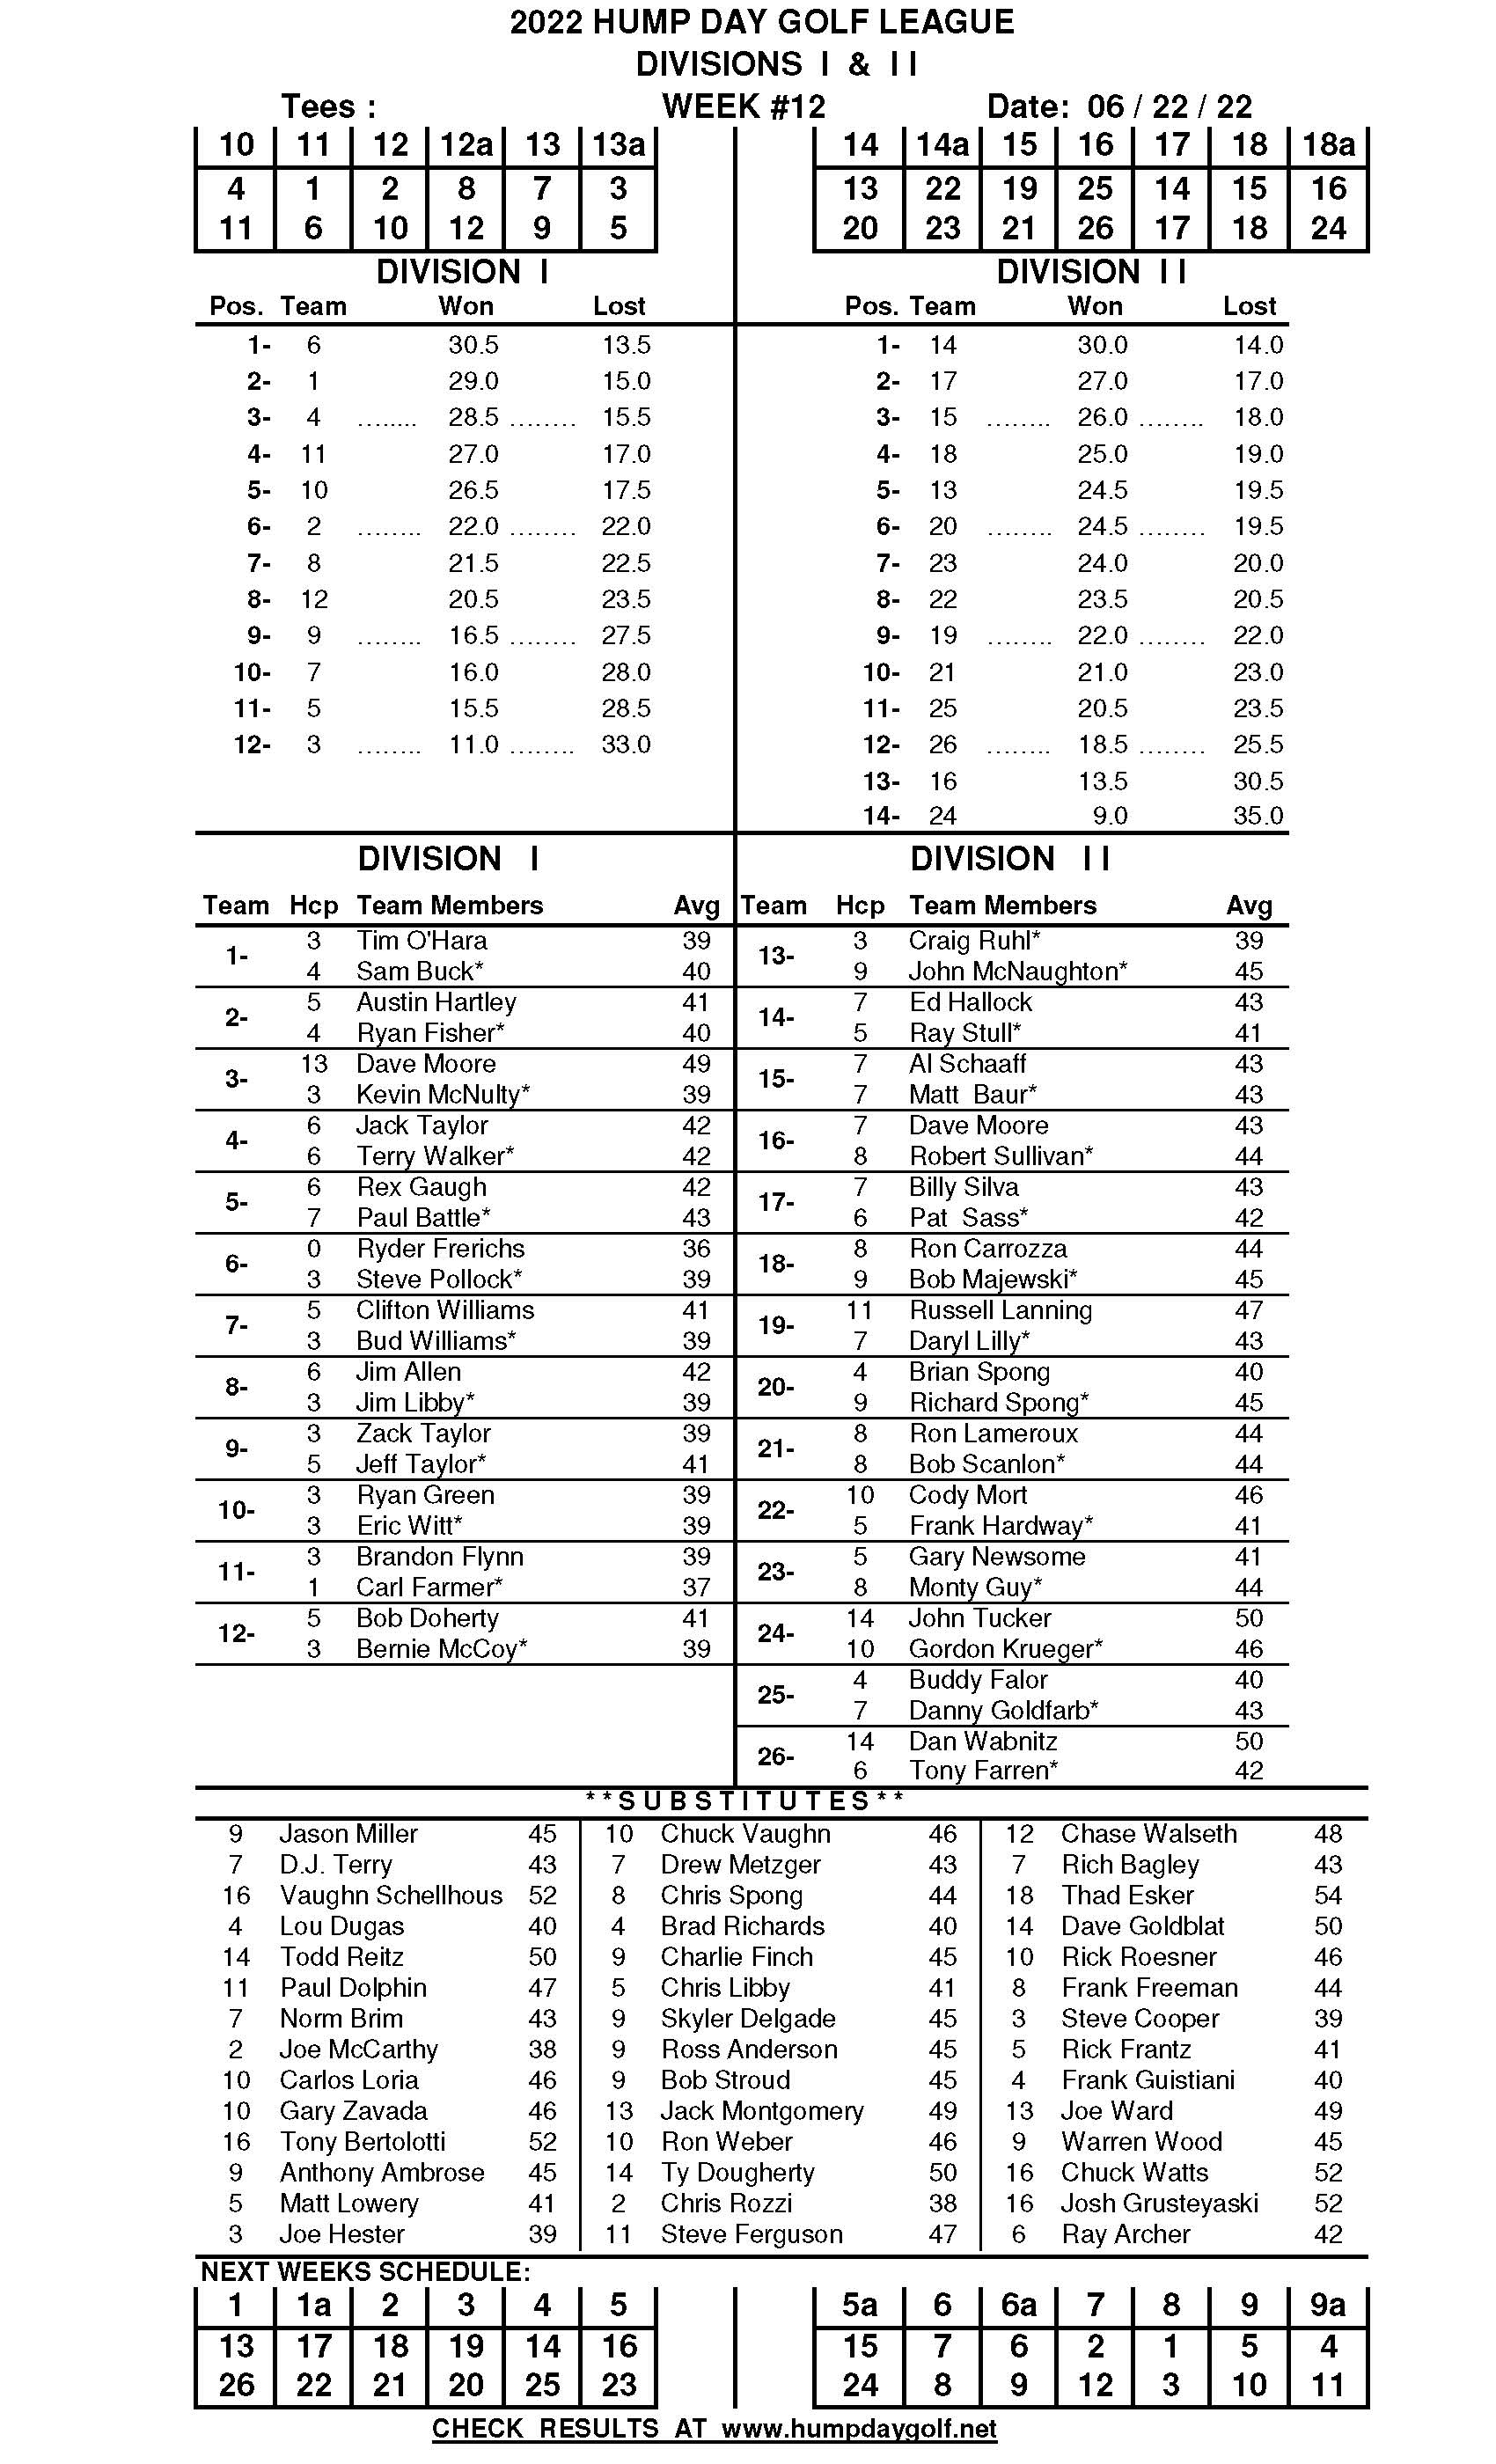 2022 HUMP DAY GOLF LEAGUE
DIVISIONS I & I I
Tees : WEEK #12 Date: 06 / 22 / 22
10 11 12 12a 13 13a 14 14a 15 16 17 18 18a
4 1 2 8 7 3 13 22 19 25 14 15 16
11 6 10 12 9 5 20 23 21 26 17 18 24
DIVISION I DIVISION I I
Pos. Team Won Lost Pos. Team Won Lost
1- 6 30.5 13.5 1- 14 30.0 14.0
2- 1 29.0 15.0 2- 17 27.0 17.0
3- 4 ........ 28.5 ........ 15.5 3- 15 ........ 26.0 ........ 18.0
4- 11 27.0 17.0 4- 18 25.0 19.0
5- 10 26.5 17.5 5- 13 24.5 19.5
6- 2 ........ 22.0 ........ 22.0 6- 20 ........ 24.5 ........ 19.5
7- 8 21.5 22.5 7- 23 24.0 20.0
8- 12 20.5 23.5 8- 22 23.5 20.5
9- 9 ........ 16.5 ........ 27.5 9- 19 ........ 22.0 ........ 22.0
10- 7 16.0 28.0 10- 21 21.0 23.0
11- 5 15.5 28.5 11- 25 20.5 23.5
12- 3 ........ 11.0 ........ 33.0 12- 26 ........ 18.5 ........ 25.5
13- 16 13.5 30.5
14- 24 9.0 35.0
DIVISION I DIVISION I I
Team Hcp Team Members Avg Team Hcp Team Members Avg
1- 3 Tim O'Hara 39 13- 3 Craig Ruhl* 39
4 Sam Buck* 40 9 John McNaughton* 45
2- 5 Austin Hartley 41 14- 7 Ed Hallock 43
4 Ryan Fisher* 40 5 Ray Stull* 41
3- 13 Dave Moore 49 15- 7 Al Schaaff 43
3 Kevin McNulty* 39 7 Matt Baur* 43
4- 6 Jack Taylor 42 16- 7 Dave Moore 43
6 Terry Walker* 42 8 Robert Sullivan* 44
5- 6 Rex Gaugh 42 17- 7 Billy Silva 43
7 Paul Battle* 43 6 Pat Sass* 42
6- 0 Ryder Frerichs 36 18- 8 Ron Carrozza 44
3 Steve Pollock* 39 9 Bob Majewski* 45
7- 5 Clifton Williams 41 19- 11 Russell Lanning 47
3 Bud Williams* 39 7 Daryl Lilly* 43
8- 6 Jim Allen 42 20- 4 Brian Spong 40
3 Jim Libby* 39 9 Richard Spong* 45
9- 3 Zack Taylor 39 21- 8 Ron Lameroux 44
5 Jeff Taylor* 41 8 Bob Scanlon* 44
10- 3 Ryan Green 39 22- 10 Cody Mort 46
3 Eric Witt* 39 5 Frank Hardway* 41
11- 3 Brandon Flynn 39 23- 5 Gary Newsome 41
1 Carl Farmer* 37 8 Monty Guy* 44
12- 5 Bob Doherty 41 24- 14 John Tucker 50
3 Bernie McCoy* 39 10 Gordon Krueger* 46
25- 4 Buddy Falor 40
7 Danny Goldfarb* 43
26- 14 Dan Wabnitz 50
6 Tony Farren* 42
* * S U B S T I T U T E S * *
9 Jason Miller 45 10 Chuck Vaughn 46 12 Chase Walseth 48
7 D.J. Terry 43 7 Drew Metzger 43 7 Rich Bagley 43
16 Vaughn Schellhous 52 8 Chris Spong 44 18 Thad Esker 54
4 Lou Dugas 40 4 Brad Richards 40 14 Dave Goldblat 50
14 Todd Reitz 50 9 Charlie Finch 45 10 Rick Roesner 46
11 Paul Dolphin 47 5 Chris Libby 41 8 Frank Freeman 44
7 Norm Brim 43 9 Skyler Delgade 45 3 Steve Cooper 39
2 Joe McCarthy 38 9 Ross Anderson 45 5 Rick Frantz 41
10 Carlos Loria 46 9 Bob Stroud 45 4 Frank Guistiani 40
10 Gary Zavada 46 13 Jack Montgomery 49 13 Joe Ward 49
16 Tony Bertolotti 52 10 Ron Weber 46 9 Warren Wood 45
9 Anthony Ambrose 45 14 Ty Dougherty 50 16 Chuck Watts 52
5 Matt Lowery 41 2 Chris Rozzi 38 16 Josh Grusteyaski 52
3 Joe Hester 39 11 Steve Ferguson 47 6 Ray Archer 42
NEXT WEEKS SCHEDULE:
1 1a 2 3 4 5 5a 6 6a 7 8 9 9a
13 17 18 19 14 16 15 7 6 2 1 5 4
26 22 21 20 25 23 24 8 9 12 3 10 11
CHECK RESULTS AT www.humpdaygolf.net